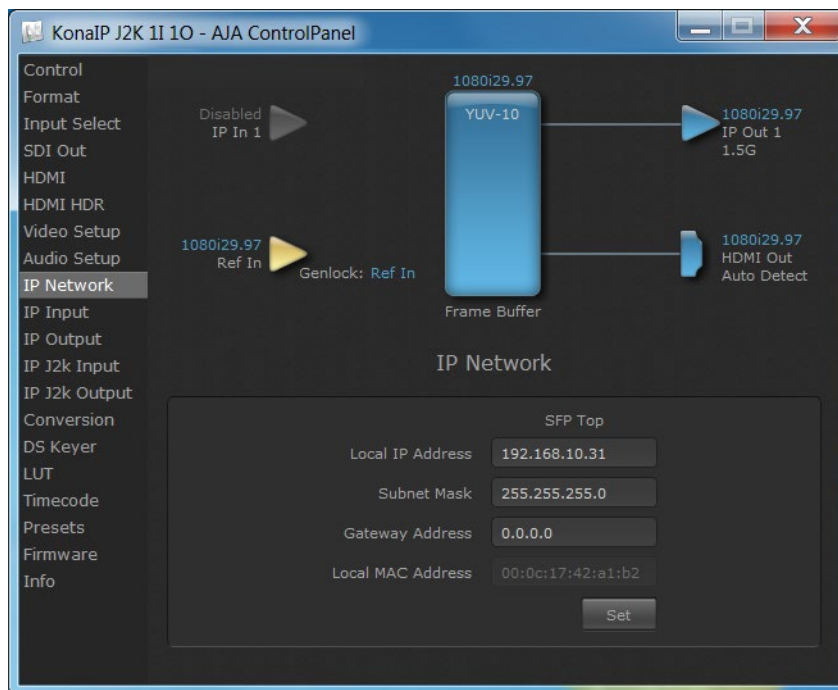 KonaIP J2K 1I 1O - AJA ControlPanel
Control
Format
Input Select
SDI Out
HDMI
HDMI HDR
Video Setup
Audio Setup
IP Network
IP Input
IP Output
IP J2k Input
IP J2k Output
Conversion
DS Keyer
LUT
Timecode
Presets
Firmware
Info
1080i29.97
YUV-10
Disabled
IP In 1
1080i29.97
IP Out 1
1.5G
1080i29.97
Ref In
Genlock: Ref In
1080i29.97
HDMI Out
Auto Detect
Frame Buffer
IP Network
SFP Top
Local IP Address 192.168.10.31
Subnet Mask 255.255.255.0
Gateway Address 0.0.0.0
Local MAC Address 00:0c:17:42:a1:b2
Set